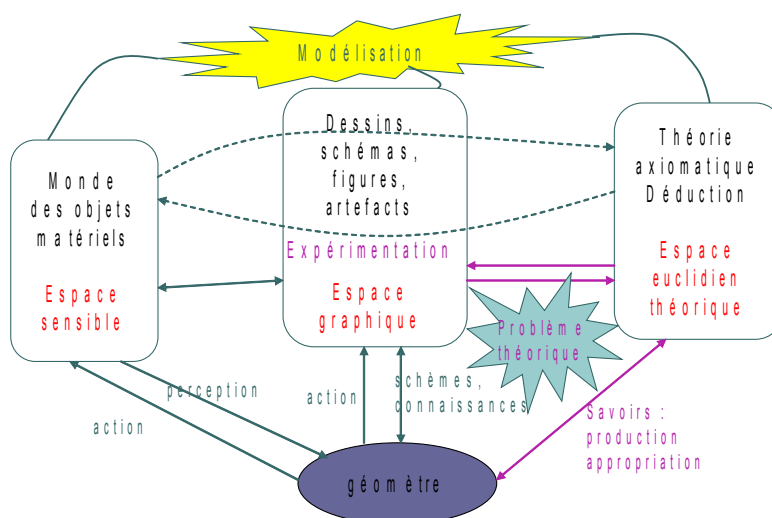 Modélisation
Monde
des objets
matériels
Espace
sensible
Dessins,
schémas,
figures,
artefacts
Expérimentation
Espace
graphique
Théorie
axiomatique
Déduction
Espace
euclidien
théorique
Problème
théorique
perception
action
action
schèmes,
connaissances
Savoirs :
production
appropriation
géomètre